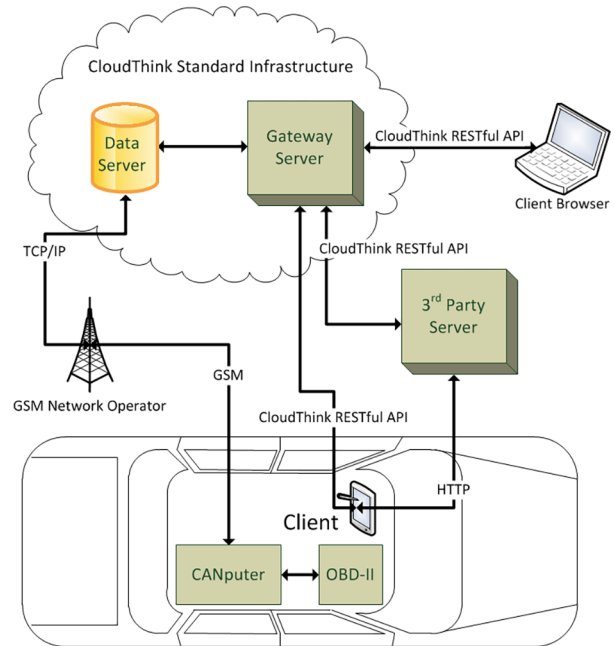 CloudThink Standard Infrastructure
Data
Server
Gateway
Server
CloudThink RESTful API
Client Browser
TCP/IP
CloudThink RESTful API
3rd Party
Server
GSM
GSM Network Operator
CloudThink RESTful API
HTTP
Client
CANputer
OBD-II